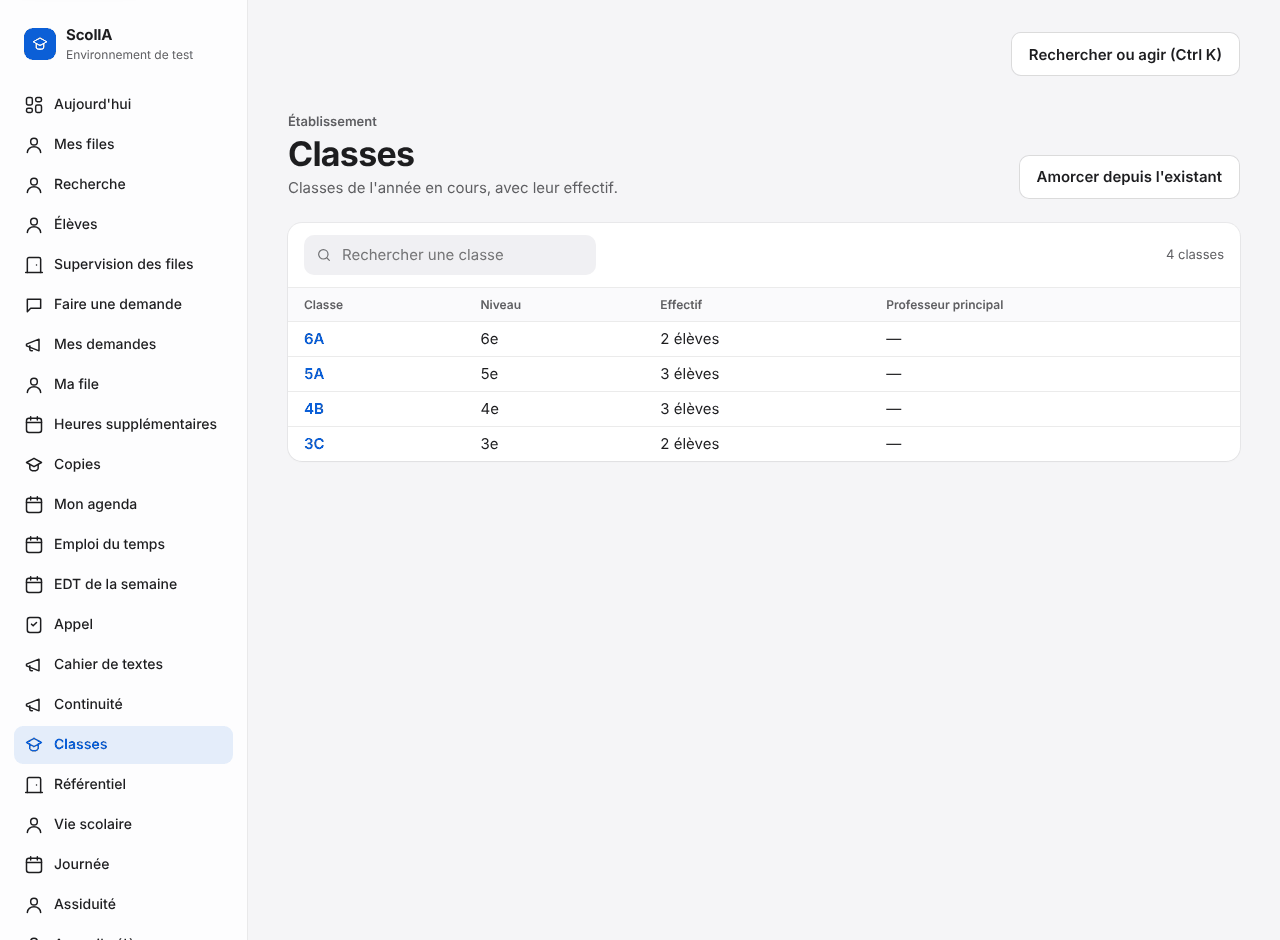 ScolIA
Environnement de test
Aujourd'hui
Mes files
Recherche
Élèves
Supervision des files
Faire une demande
Mes demandes
Ma file
Heures supplémentaires
Copies
Mon agenda
Emploi du temps
EDT de la semaine
Appel
Cahier de textes
Continuité
Classes
Référentiel
Vie scolaire
Journée
Assiduité
Rechercher ou agir (Ctrl K)
Établissement
Classes
Classes de l'année en cours, avec leur effectif.
Amorcer depuis l'existant
Rechercher une classe
4 classes
Classe Niveau Effectif Professeur principal
6A 6e 2 élèves —
5A 5e 3 élèves —
4B 4e 3 élèves —
3C 3e 2 élèves —